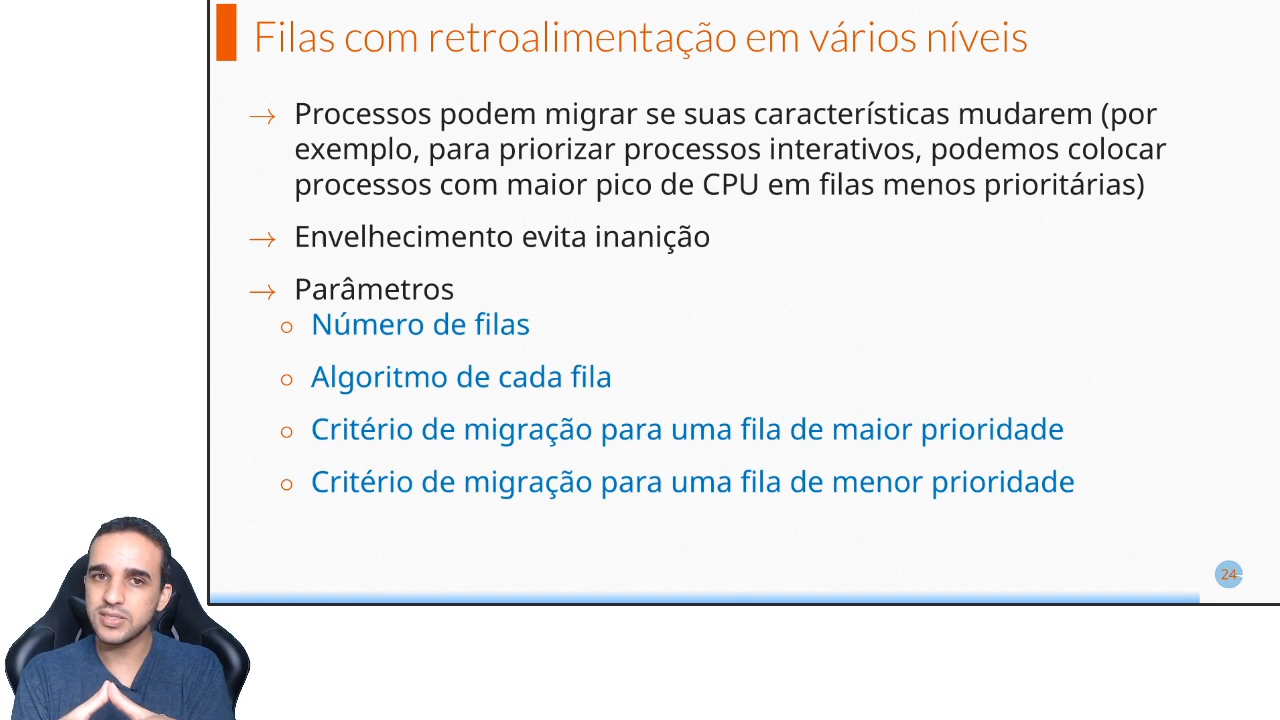 Filas com retroalimentação em vários níveis
→ Processos podem migrar se suas características mudarem (por
exemplo, para priorizar processos interativos, podemos colocar
processos com maior pico de CPU em filas menos prioritárias)
→ Envelhecimento evita inanição
→ Parâmetros
○ Número de filas
○ Algoritmo de cada fila
○ Critério de migração para uma fila de maior prioridade
○ Critério de migração para uma fila de menor prioridade
24